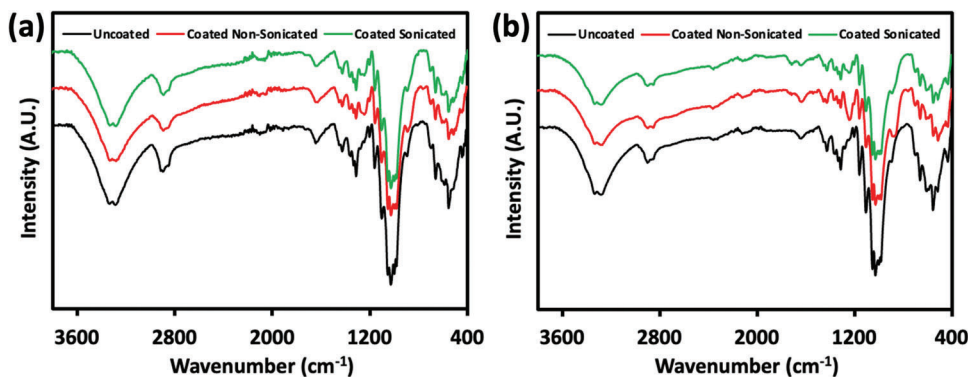 (a)
Uncoated Coated Non-Sonicated Coated Sonicated
Intensity (A.U.)
3600 2800 2000 1200 400
Wavenumber (cm⁻¹)
(b)
Uncoated Coated Non-Sonicated Coated Sonicated
Intensity (A.U.)
3600 2800 2000 1200 400
Wavenumber (cm⁻¹)